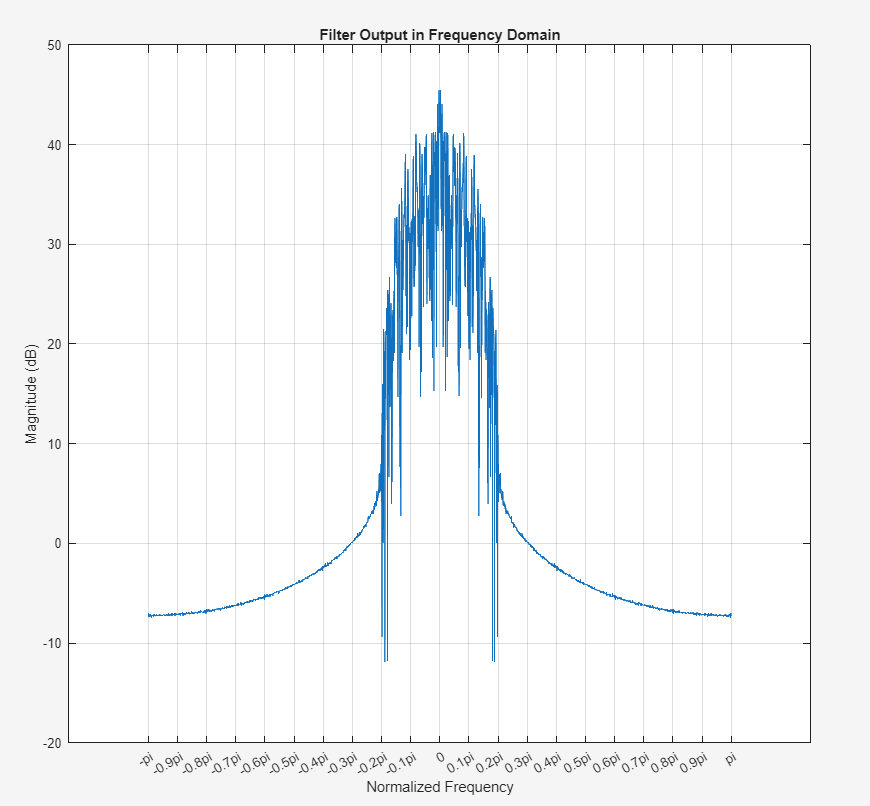 Filter Output in Frequency Domain
50
40
30
20
10
0
-10
-20
Magnitude (dB)
-pi -0.9pi -0.8pi -0.7pi -0.6pi -0.5pi -0.4pi -0.3pi -0.2pi -0.1pi 0 0.1pi 0.2pi 0.3pi 0.4pi 0.5pi 0.6pi 0.7pi 0.8pi 0.9pi pi
Normalized Frequency